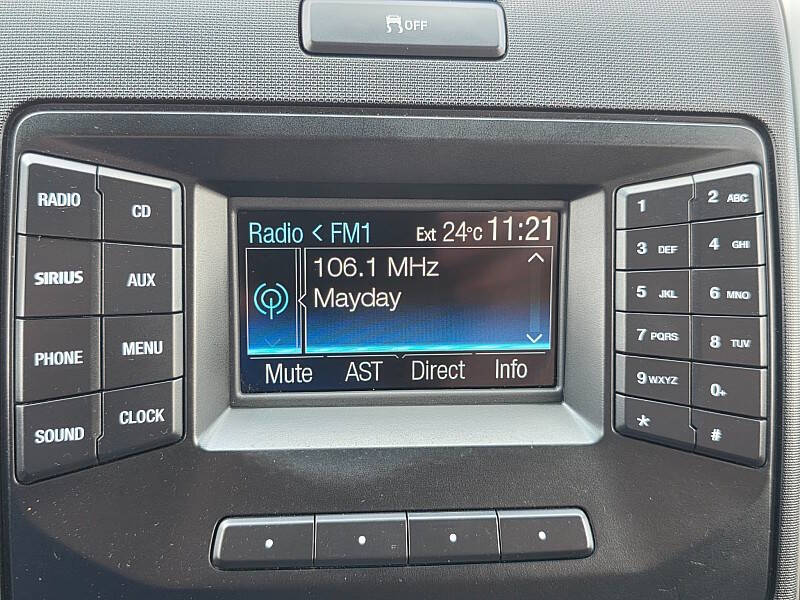 OFF
RADIO
CD
SIRIUS
AUX
PHONE
MENU
SOUND
CLOCK
Radio < FM1 Ext 24°C 11:21
106.1 MHz
Mayday
Mute AST Direct Info
1 2 ABC
3 DEF 4 GHI
5 JKL 6 MNO
7 PQRS 8 TUV
9 WXYZ 0+
* #